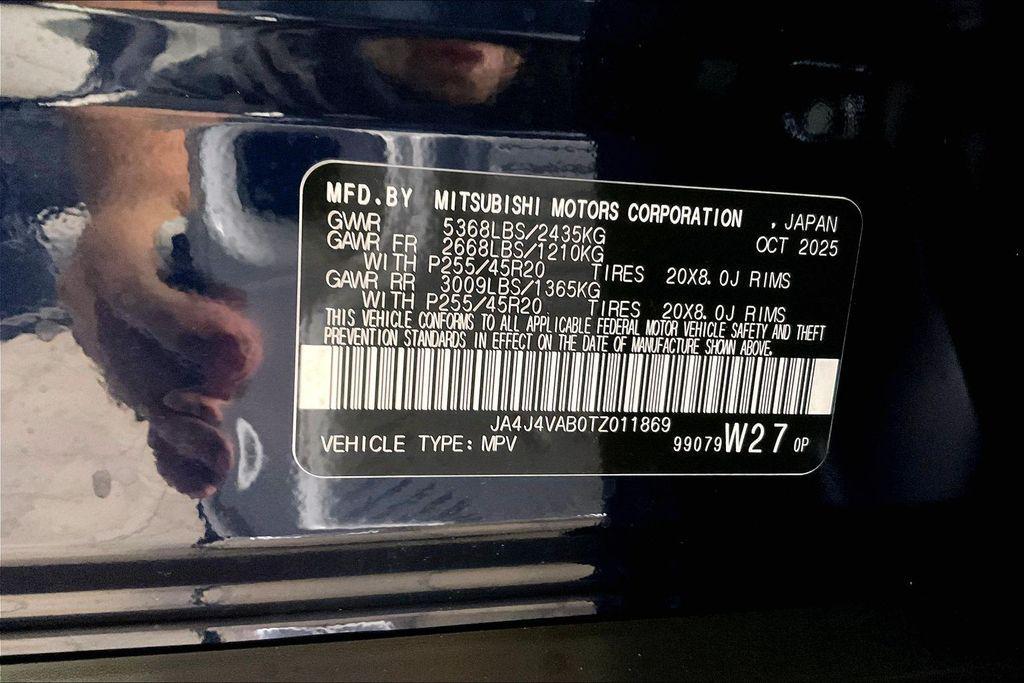 MFD.BY MITSUBISHI MOTORS CORPORATION , JAPAN
GWR 5368LBS/2435KG OCT 2025
GAWR FR 2668LBS/1210KG
WITH P255/45R20 TIRES 20X8.0J RIMS
GAWR RR 3009LBS/1365KG
WITH P255/45R20 TIRES 20X8.0J RIMS
THIS VEHICLE CONFORMS TO ALL APPLICABLE FEDERAL MOTOR VEHICLE SAFETY AND THEFT
PREVENTION STANDARDS IN EFFECT ON THE DATE OF MANUFACTURE SHOWN ABOVE.
JA4J4VAB0TZ011869
VEHICLE TYPE: MPV 99079 W27 0P